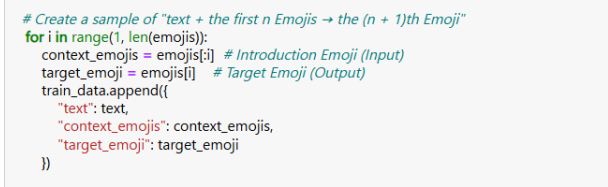 # Create a sample of "text + the first n Emojis → the (n + 1)th Emoji"
for i in range(1, len(emojis)):
context_emojis = emojis[:i] # Introduction Emoji (Input)
target_emoji = emojis[i] # Target Emoji (Output)
train_data.append({
"text": text,
"context_emojis": context_emojis,
"target_emoji": target_emoji
})